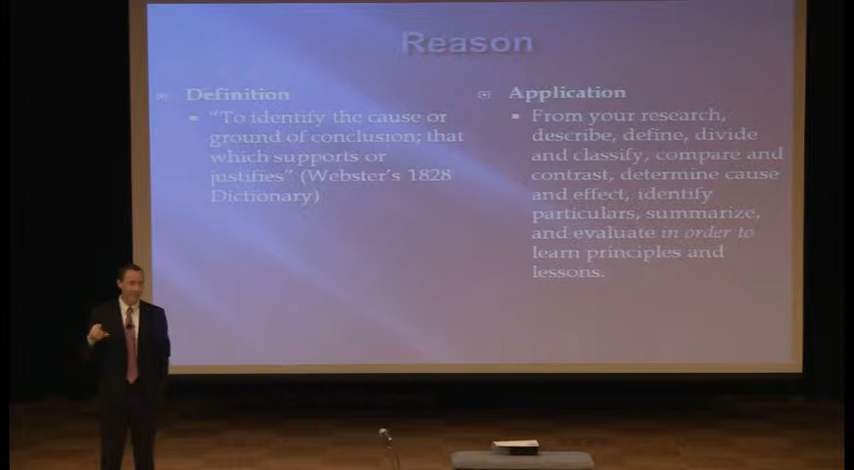 Reason
Definition
"To identify the cause or
ground of conclusion; that
which supports or
justifies" (Webster's 1828
Dictionary)
Application
From your research,
describe, define, divide
and classify, compare and
contrast, determine cause
and effect, identify
particulars, summarize,
and evaluate in order to
learn principles and
lessons.